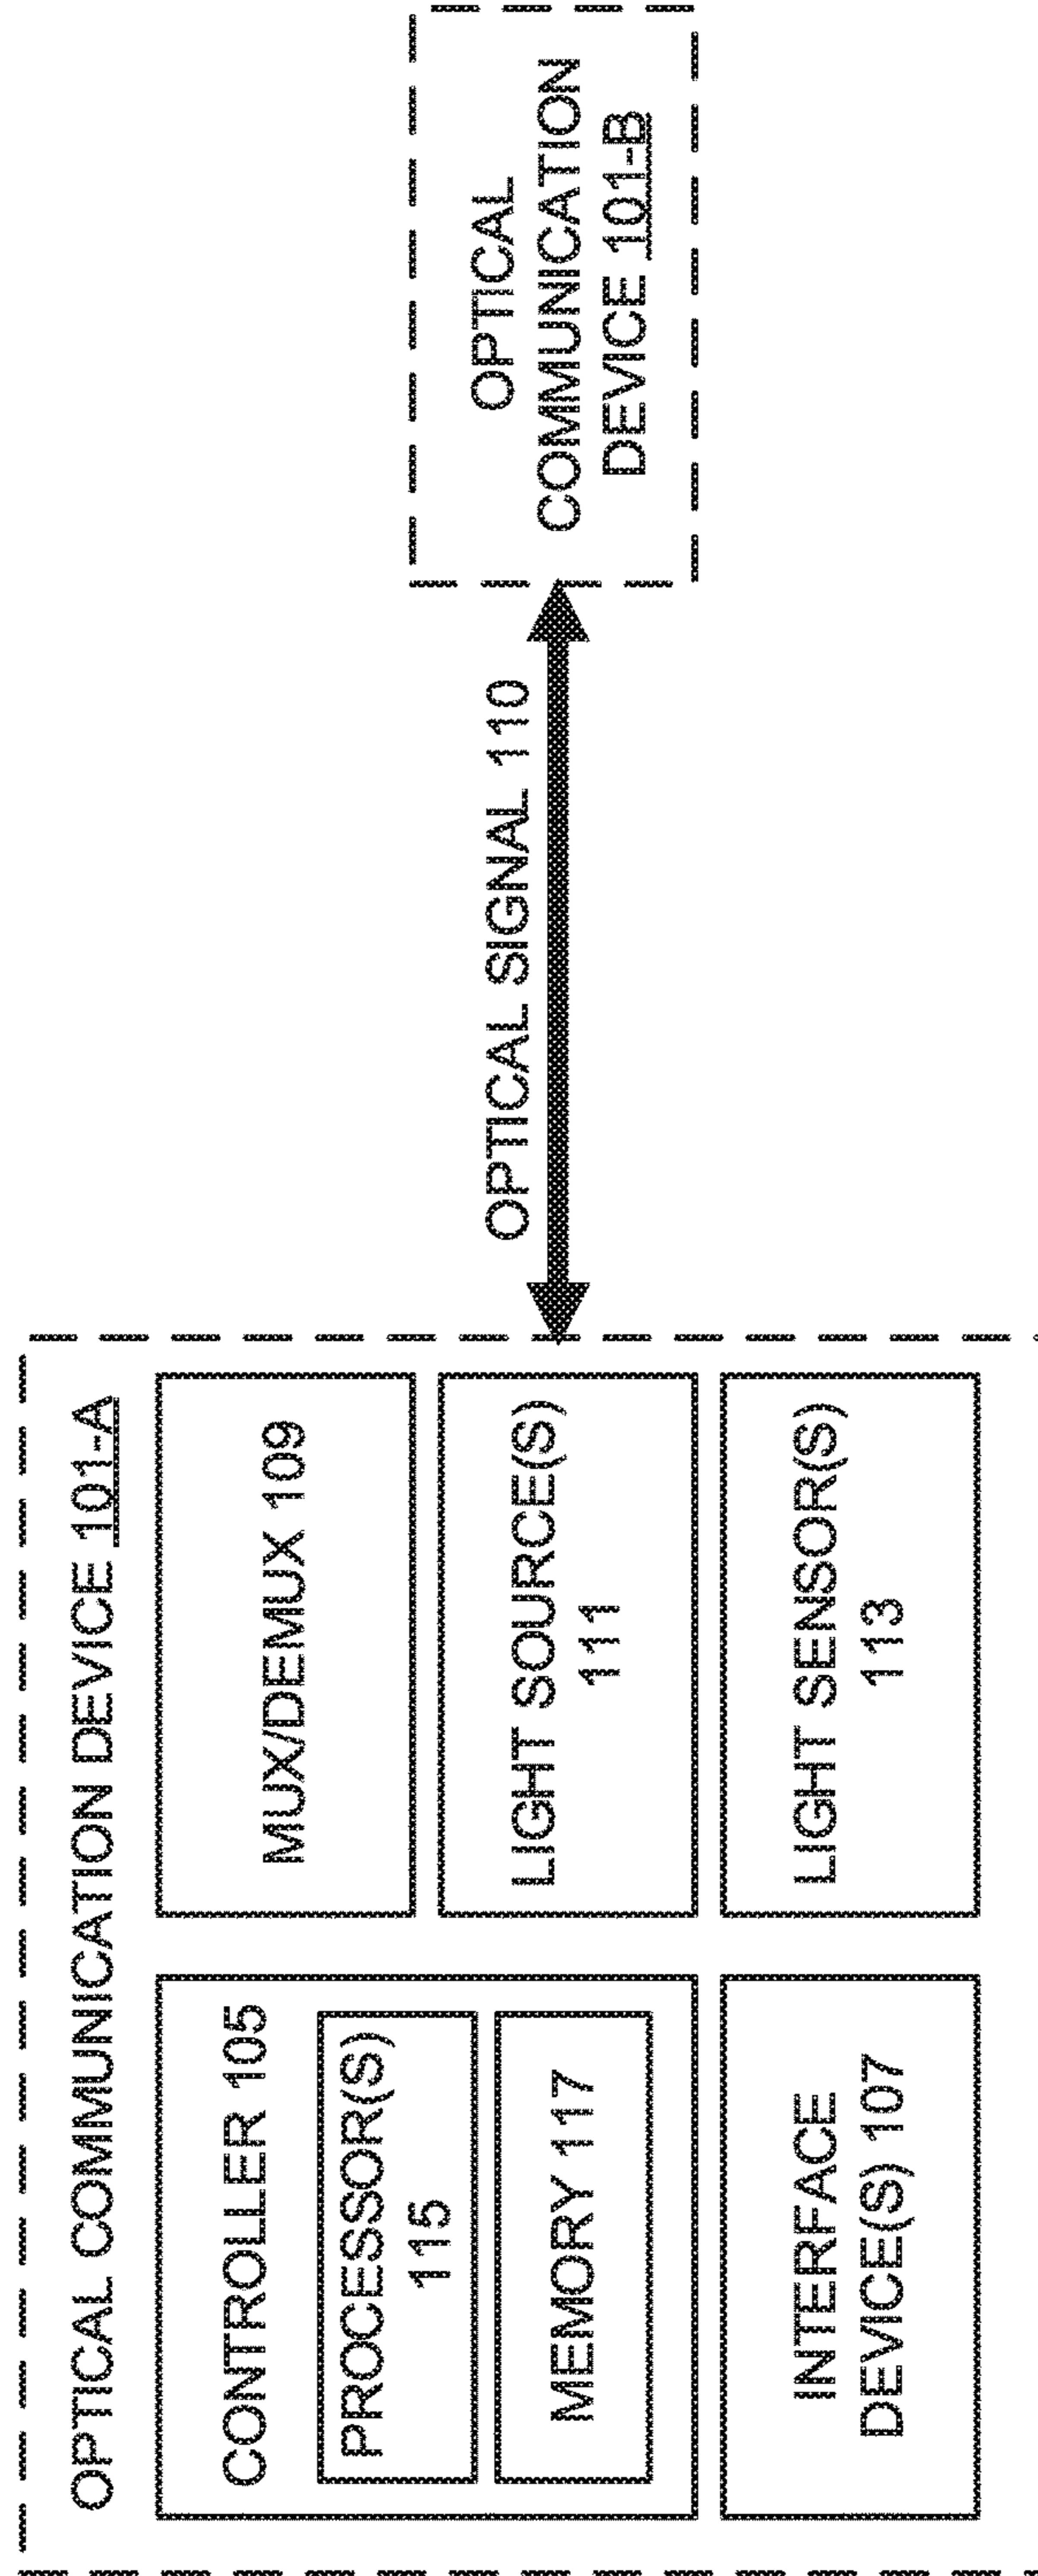 OPTICAL COMMUNICATION DEVICE 101-A
CONTROLLER 105
PROCESSOR(S)
115
MEMORY 117
INTERFACE
DEVICE(S) 107
MUX/DEMUX 109
LIGHT SOURCE(S)
111
LIGHT SENSOR(S)
113
OPTICAL SIGNAL 110
OPTICAL
COMMUNICATION
DEVICE 101-B